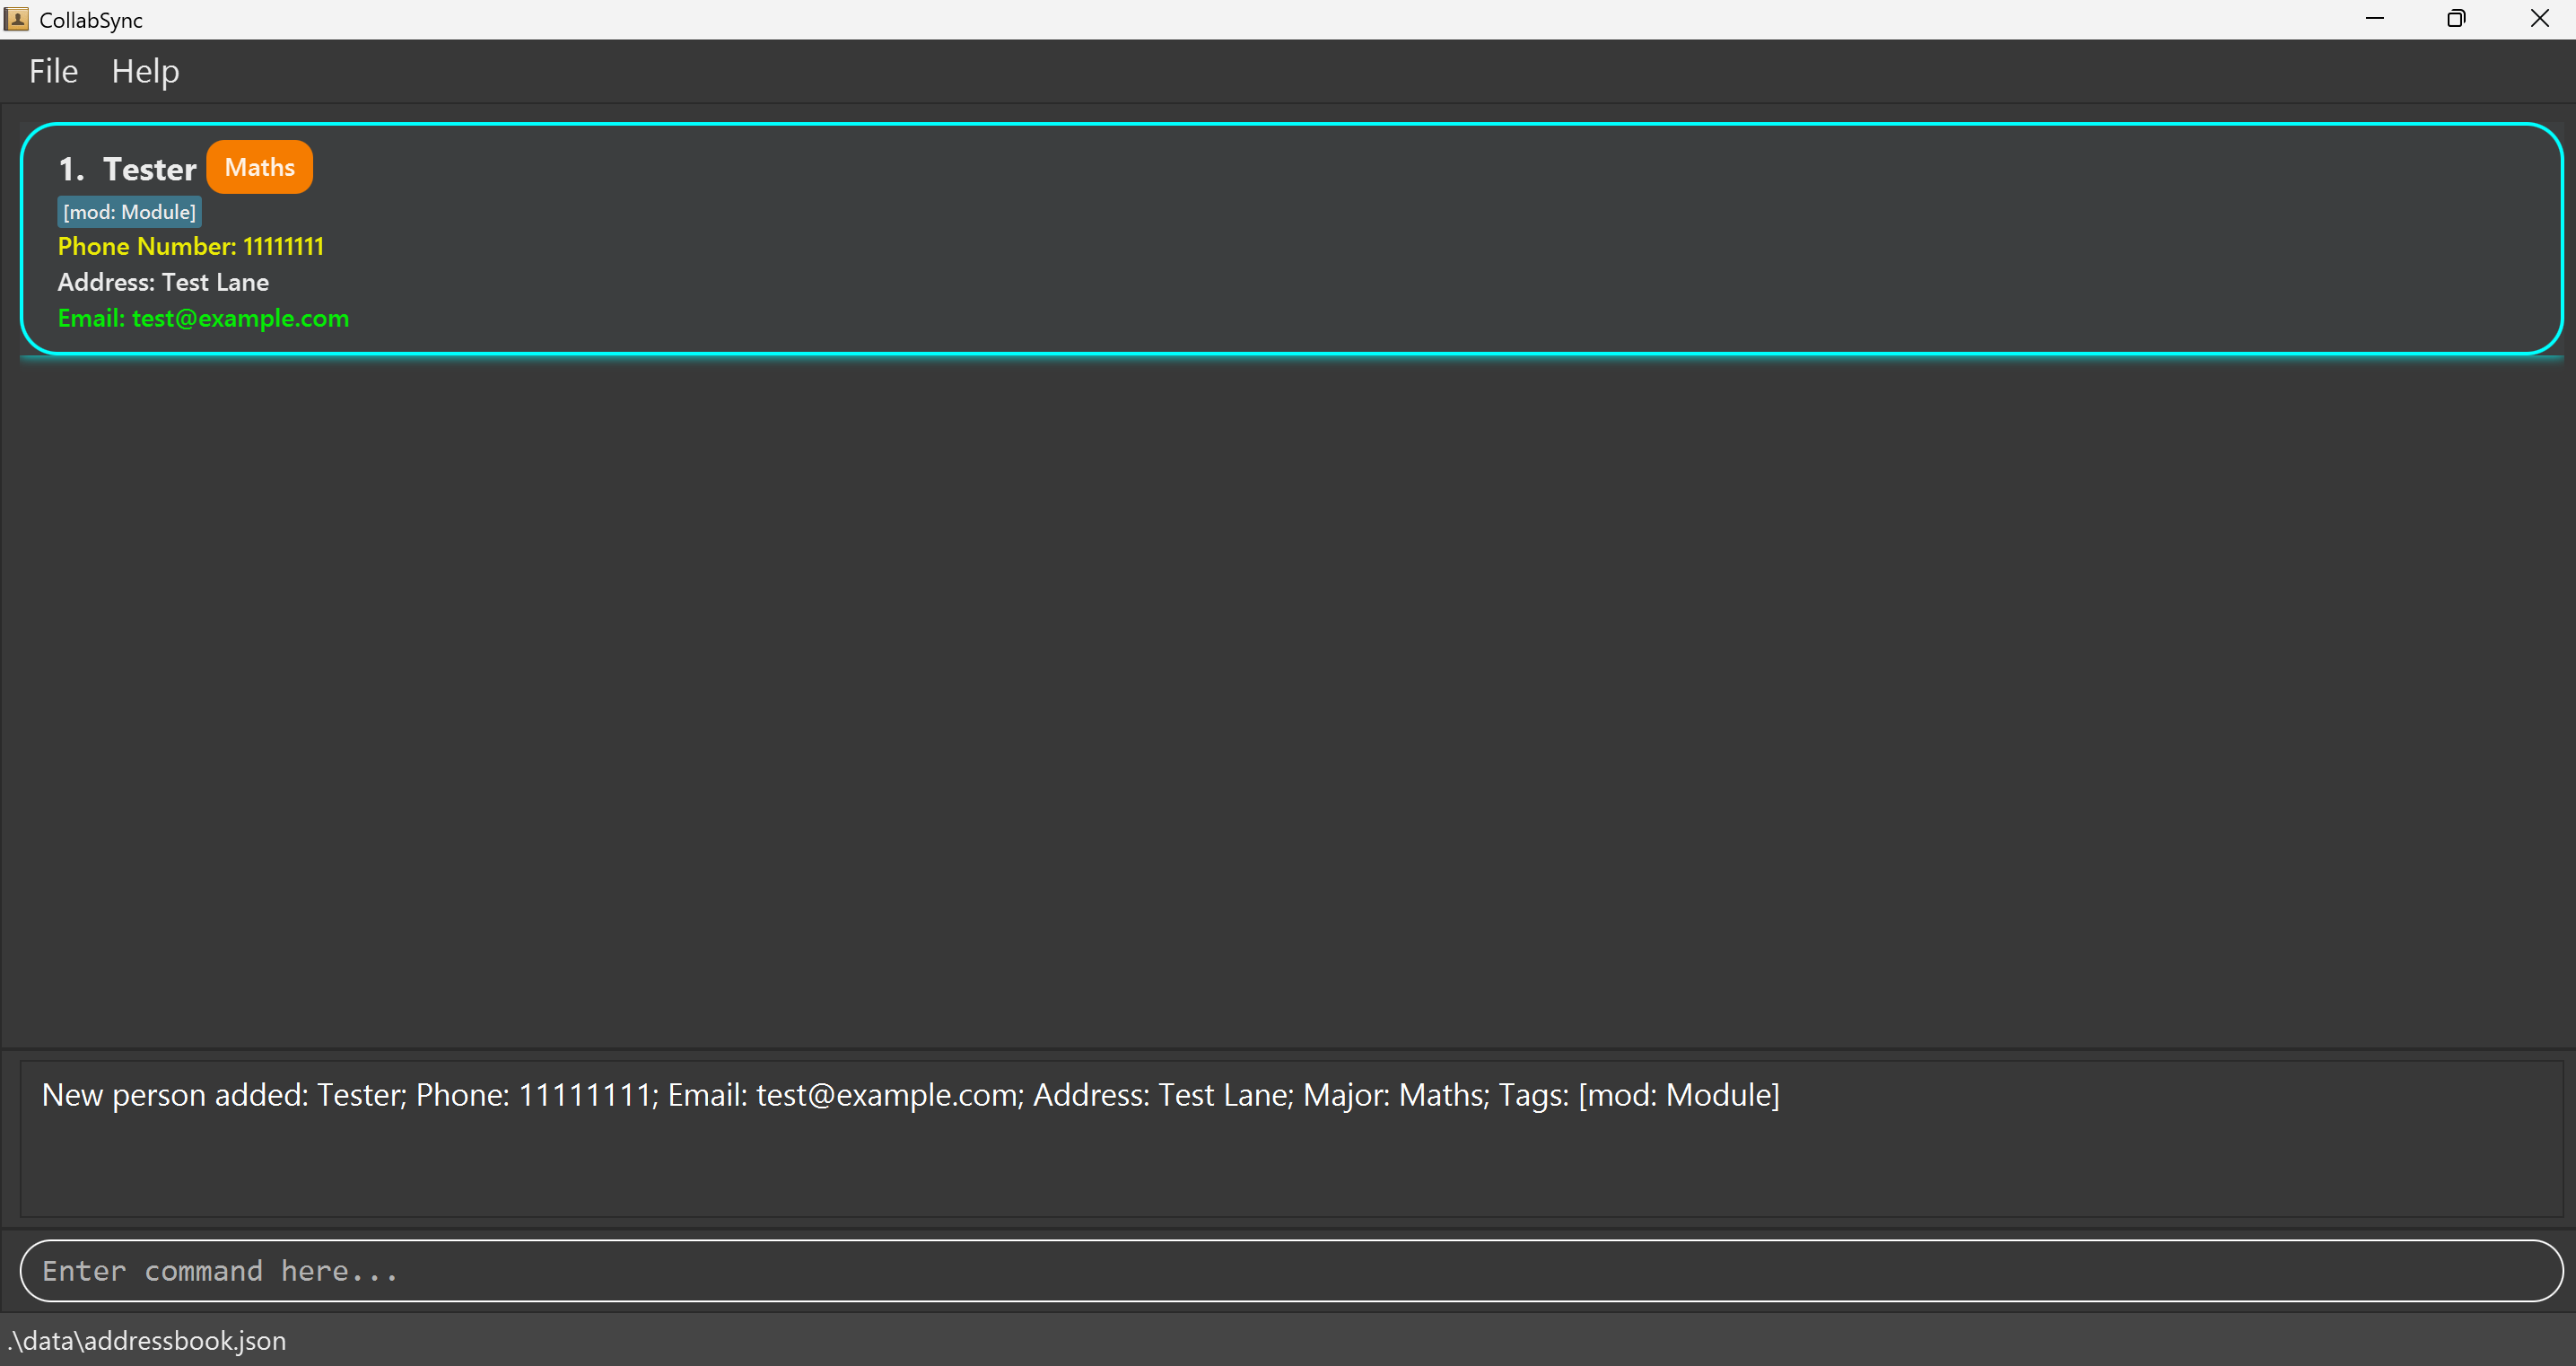 CollabSync
File Help
1. Tester Maths
[mod: Module]
Phone Number: 11111111
Address: Test Lane
Email: test@example.com
New person added: Tester; Phone: 11111111; Email: test@example.com; Address: Test Lane; Major: Maths; Tags: [mod: Module]
Enter command here...
.\data\addressbook.json